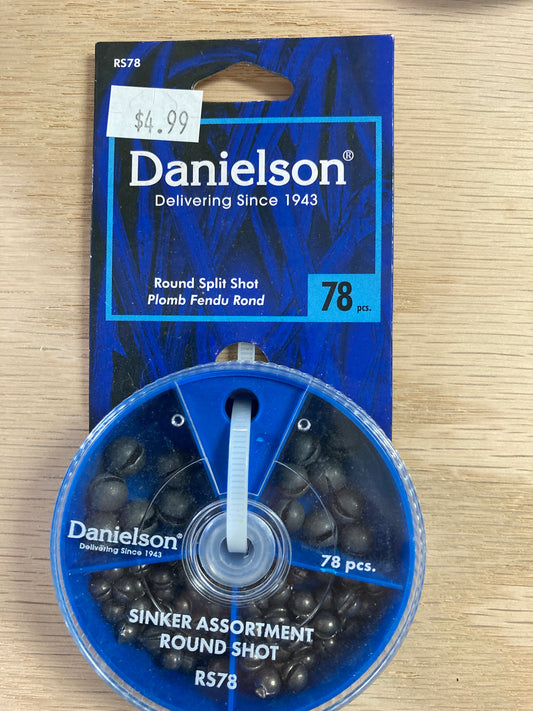 RS78
$4.99
Danielson®
Delivering Since 1943
Round Split Shot
Plomb Fendu Rond
78 pcs.
Danielson
Delivering Since 1943
78 pcs.
SINKER ASSORTMENT
ROUND SHOT
RS78